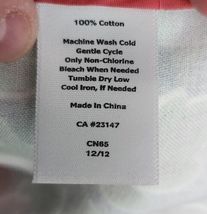 100% Cotton
Machine Wash Cold
Gentle Cycle
Only Non-Chlorine
Bleach When Needed
Tumble Dry Low
Cool Iron, If Needed
Made In China
CA #23147
CN65
12/12